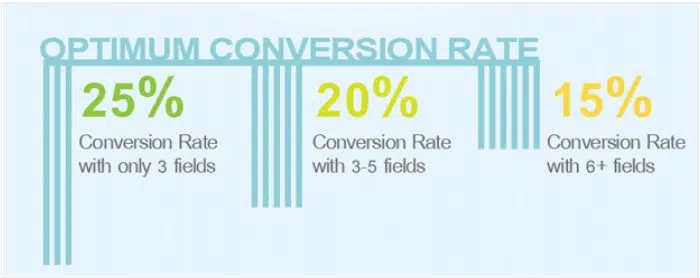 OPTIMUM CONVERSION RATE
25%
Conversion Rate
with only 3 fields
20%
Conversion Rate
with 3-5 fields
15%
Conversion Rate
with 6+ fields